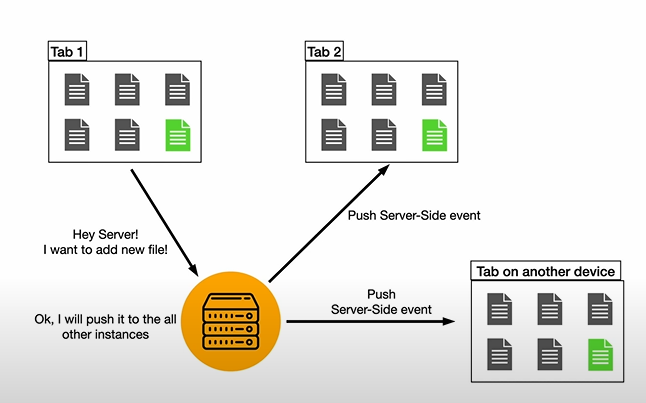 Tab 1
Tab 2
Hey Server!
I want to add new file!
Push Server-Side event
Ok, I will push it to the all
other instances
Push
Server-Side event
Tab on another device